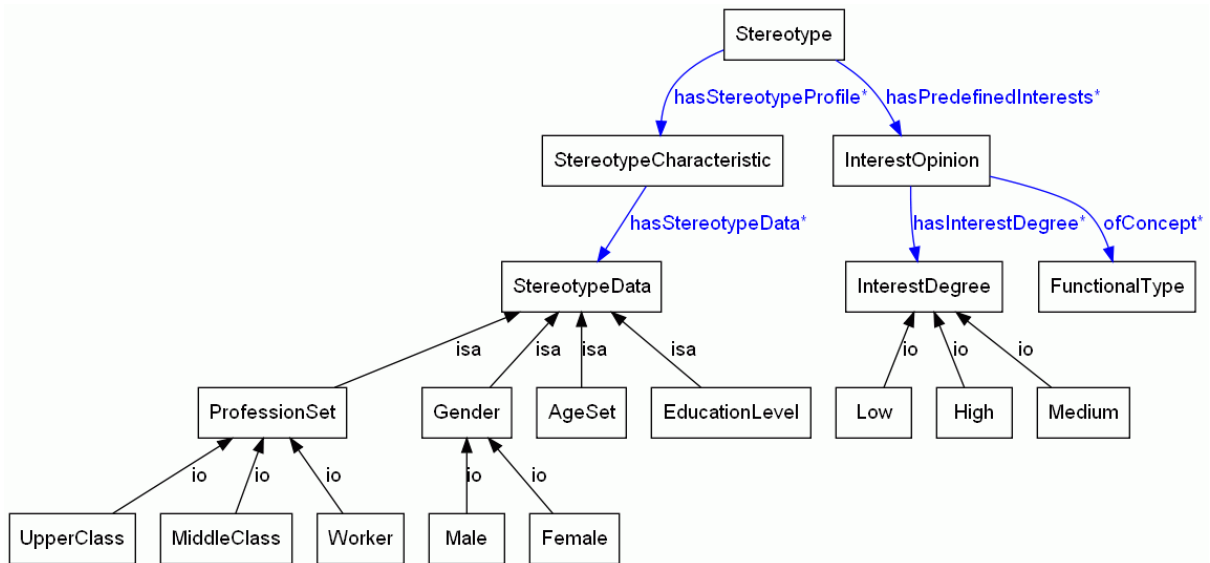 Stereotype
hasStereotypeProfile* hasPredefinedInterests*
StereotypeCharacteristic InterestOpinion
hasStereotypeData* hasInterestDegree* ofConcept*
StereotypeData InterestDegree FunctionalType
isa isa isa isa io io io
ProfessionSet Gender AgeSet EducationLevel Low High Medium
io io io io io
UpperClass MiddleClass Worker Male Female